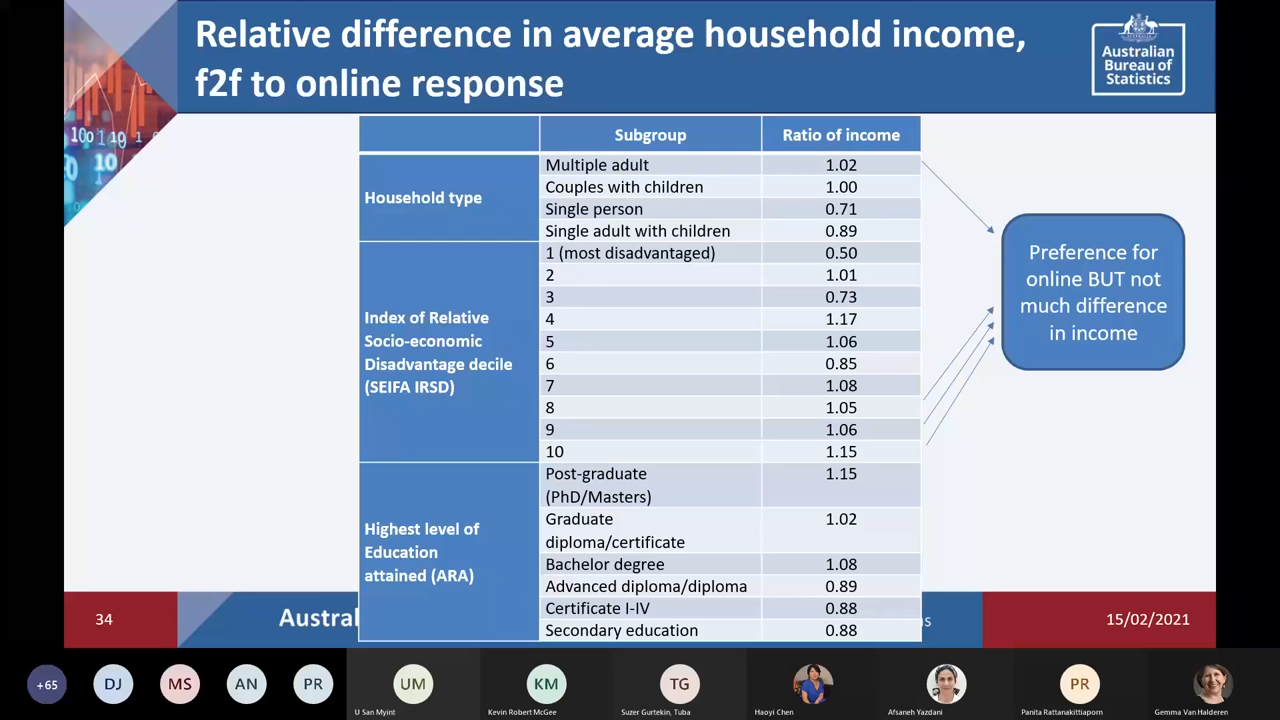 Relative difference in average household income,
f2f to online response
Australian
Bureau of
Statistics
Subgroup Ratio of income
Household type
Multiple adult 1.02
Couples with children 1.00
Single person 0.71
Single adult with children 0.89
Index of Relative
Socio-economic
Disadvantage decile
(SEIFA IRSD)
1 (most disadvantaged) 0.50
2 1.01
3 0.73
4 1.17
5 1.06
6 0.85
7 1.08
8 1.05
9 1.06
10 1.15
Highest level of
Education
attained (ARA)
Post-graduate 1.15
(PhD/Masters)
Graduate 1.02
diploma/certificate
Bachelor degree 1.08
Advanced diploma/diploma 0.89
Certificate I-IV 0.88
Secondary education 0.88
Preference for
online BUT not
much difference
in income
34
Austral
15/02/2021
+65
DJ
MS
AN
PR
UM
KM
TG
PR
U San Myint
Kevin Robert McGee
Suzer Gurtekin, Tuba
Haoyi Chen
Afsaneh Yazdani
Panita Rattanakittiaporn
Gemma Van Halderen